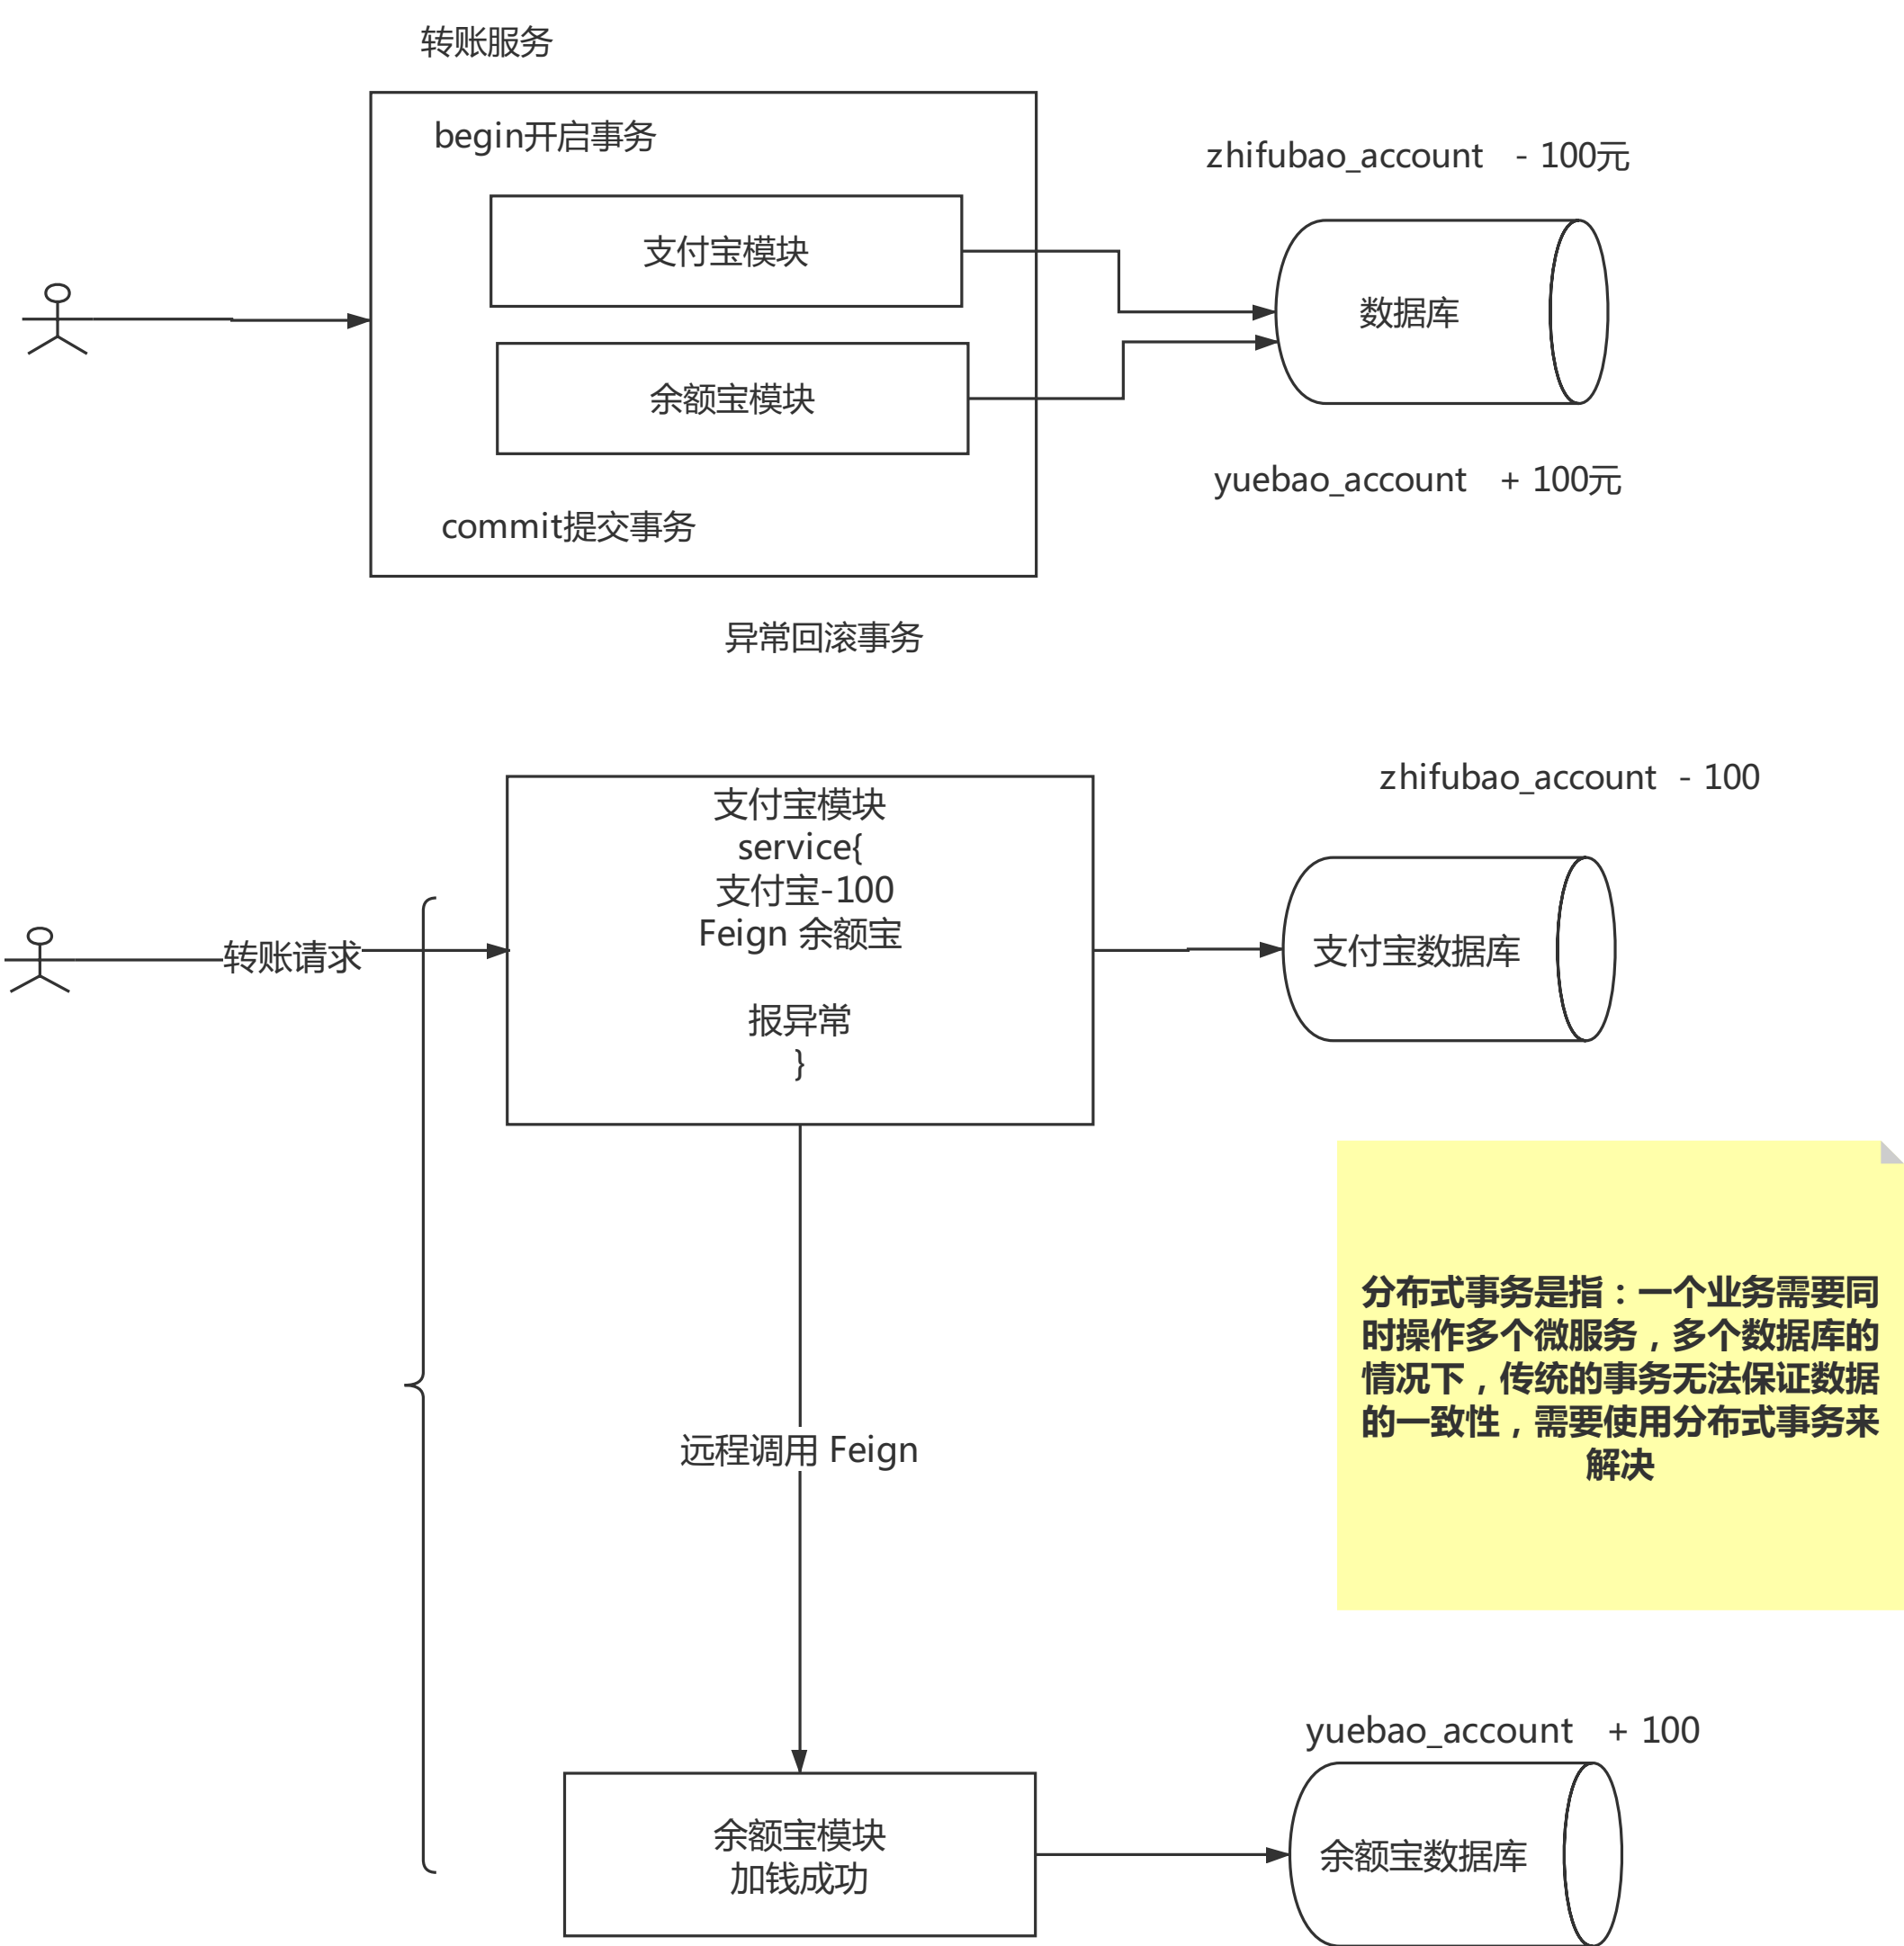 转账服务
begin开启事务
zhifubao_account - 100元
支付宝模块
数据库
余额宝模块
yuebao_account + 100元
commit提交事务
异常回滚事务
zhifubao_account - 100
支付宝模块
service{
支付宝-100
Feign 余额宝
报异常
}
转账请求
支付宝数据库
分布式事务是指：一个业务需要同
时操作多个微服务，多个数据库的
情况下，传统的事务无法保证数据
的一致性，需要使用分布式事务来
解决
远程调用 Feign
yuebao_account + 100
余额宝模块
加钱成功
余额宝数据库